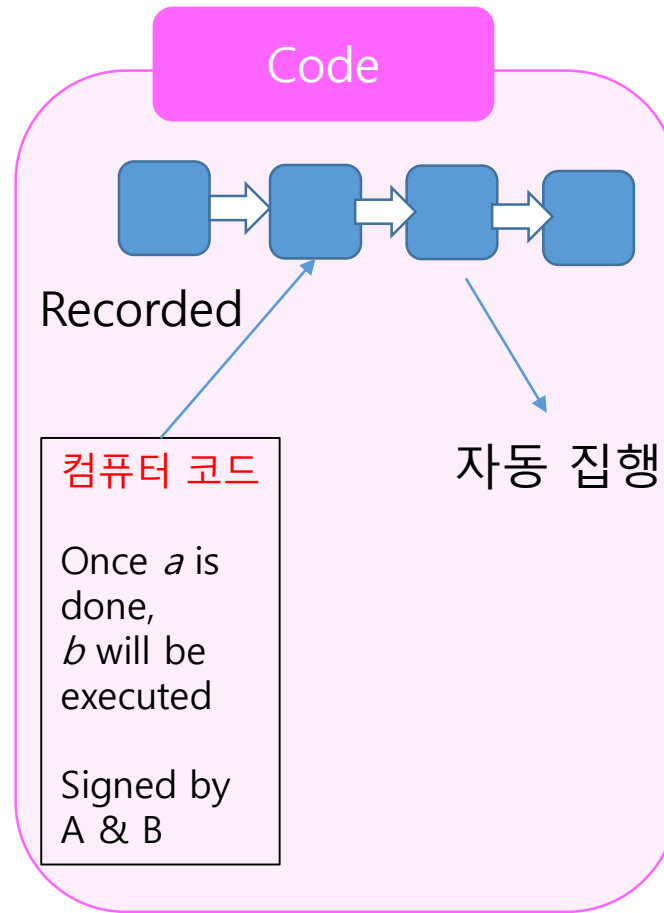 Code
Recorded
컴퓨터 코드
Once a is
done,
b will be
executed
Signed by
A & B
자동 집행